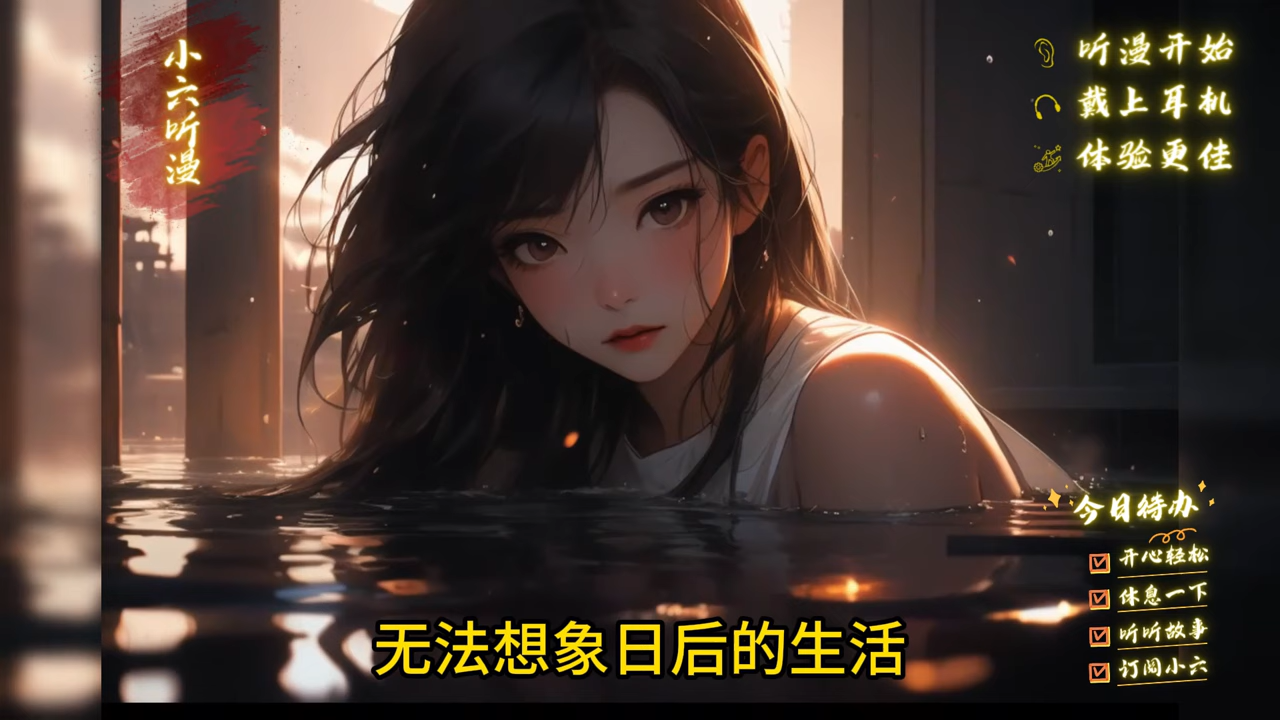 小六听漫
听漫开始
戴上耳机
体验更佳
今日待办
开心轻松
休息一下
听听故事
订阅小六
无法想象日后的生活